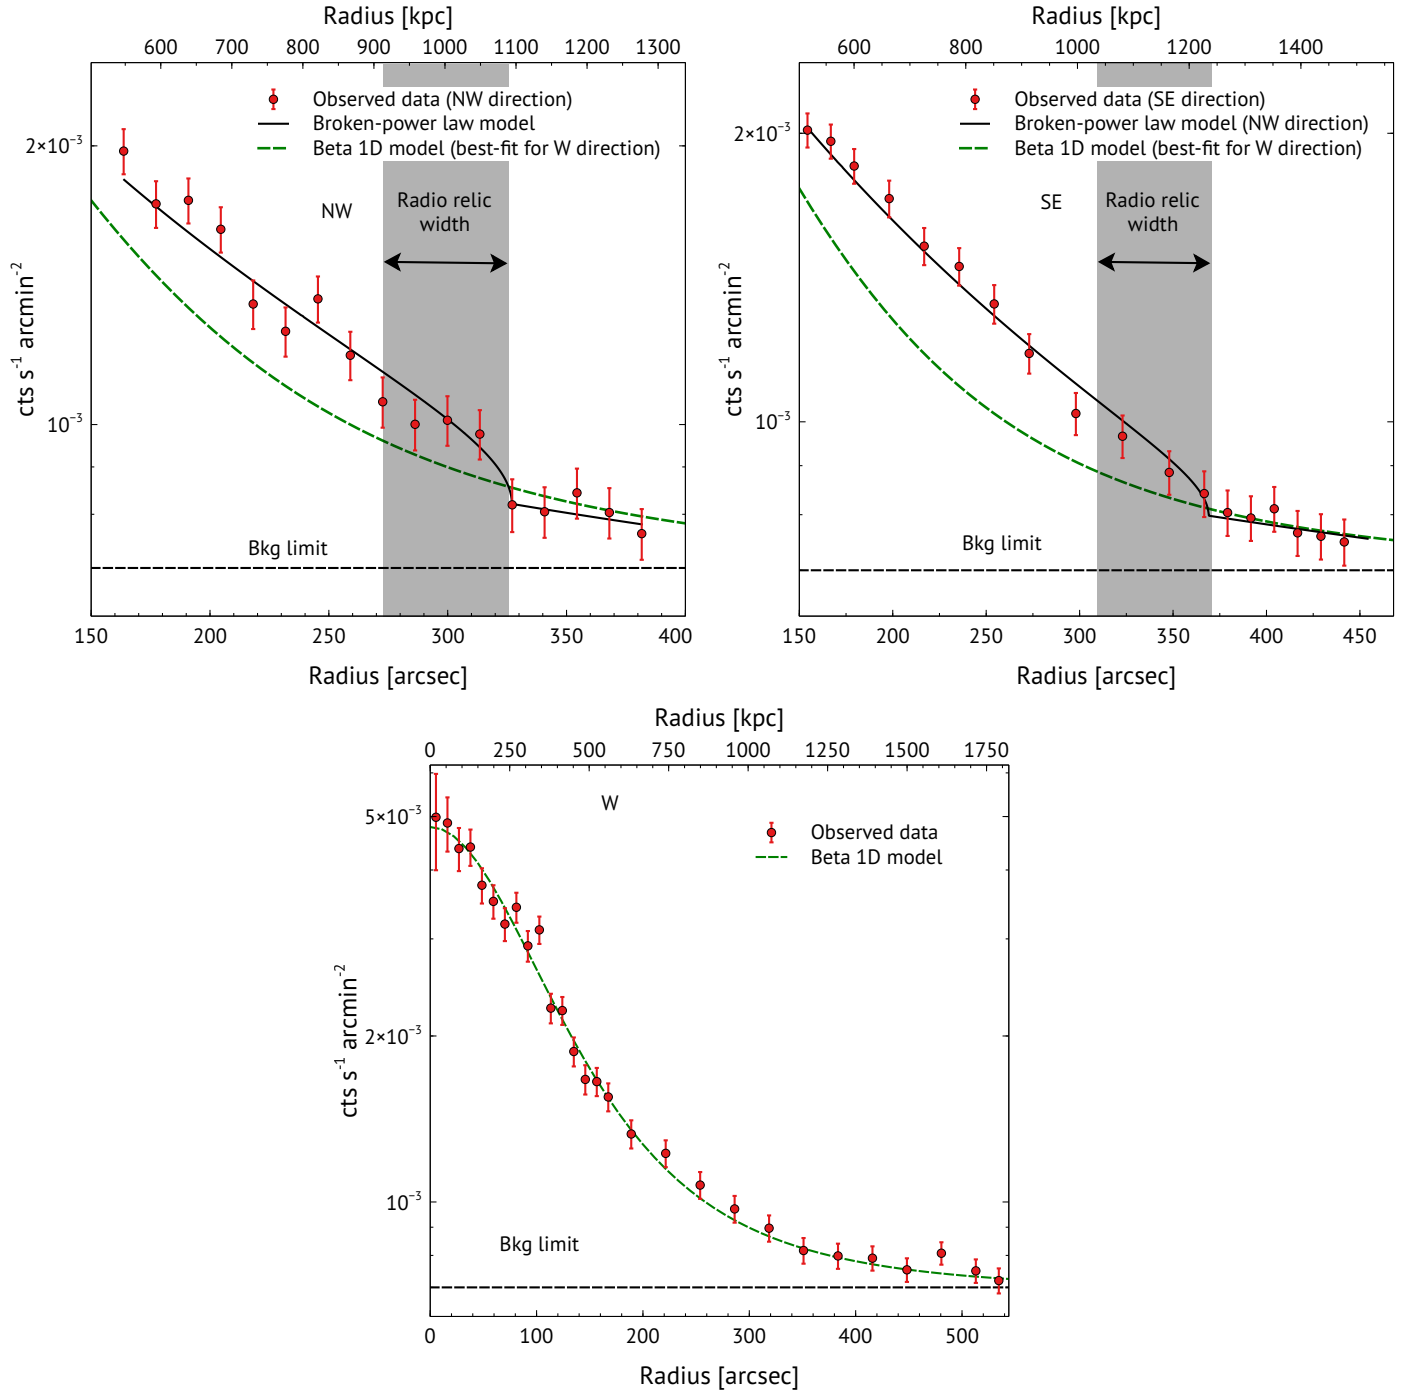 Radius [kpc]
600 700 800 900 1000 1100 1200 1300
Observed data (NW direction)
Broken-power law model
Beta 1D model (best-fit for W direction)
2×10⁻³
NW
Radio relic
width
cts s⁻¹ arcmin⁻²
10⁻³
Bkg limit
150 200 250 300 350 400
Radius [arcsec]
Radius [kpc]
600 800 1000 1200 1400
Observed data (SE direction)
Broken-power law model (NW direction)
Beta 1D model (best-fit for W direction)
2×10⁻³
SE
Radio relic
width
cts s⁻¹ arcmin⁻²
10⁻³
Bkg limit
150 200 250 300 350 400 450
Radius [arcsec]
Radius [kpc]
0 250 500 750 1000 1250 1500 1750
W
5×10⁻³
Observed data
Beta 1D model
cts s⁻¹ arcmin⁻²
2×10⁻³
10⁻³
Bkg limit
0 100 200 300 400 500
Radius [arcsec]